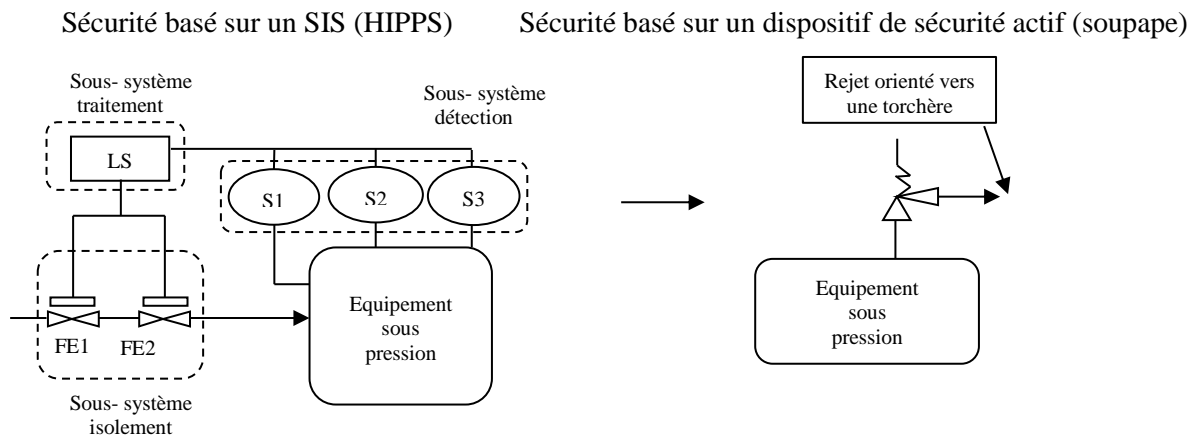 Sécurité basé sur un SIS (HIPPS)
Sécurité basé sur un dispositif de sécurité actif (soupape)
Sous- système
traitement
LS
Sous- système
détection
S1
S2
S3
Equipement
sous
pression
FE1
FE2
Sous- système
isolement
Rejet orienté vers
une torchère
Equipement
sous
pression